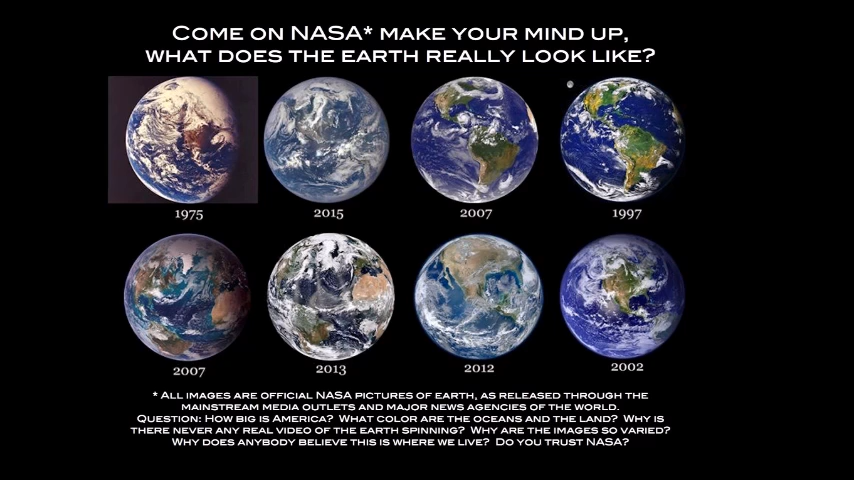 Come on NASA* make your mind up,
what does the earth really look like?
1975 2015 2007 1997
2007 2013 2012 2002
* All images are official NASA pictures of earth, as released through the
mainstream media outlets and major news agencies of the world.
Question: How big is America? What color are the oceans and the land? Why is
there never any real video of the earth spinning? Why are the images so varied?
Why does anybody believe this is where we live? Do you trust NASA?